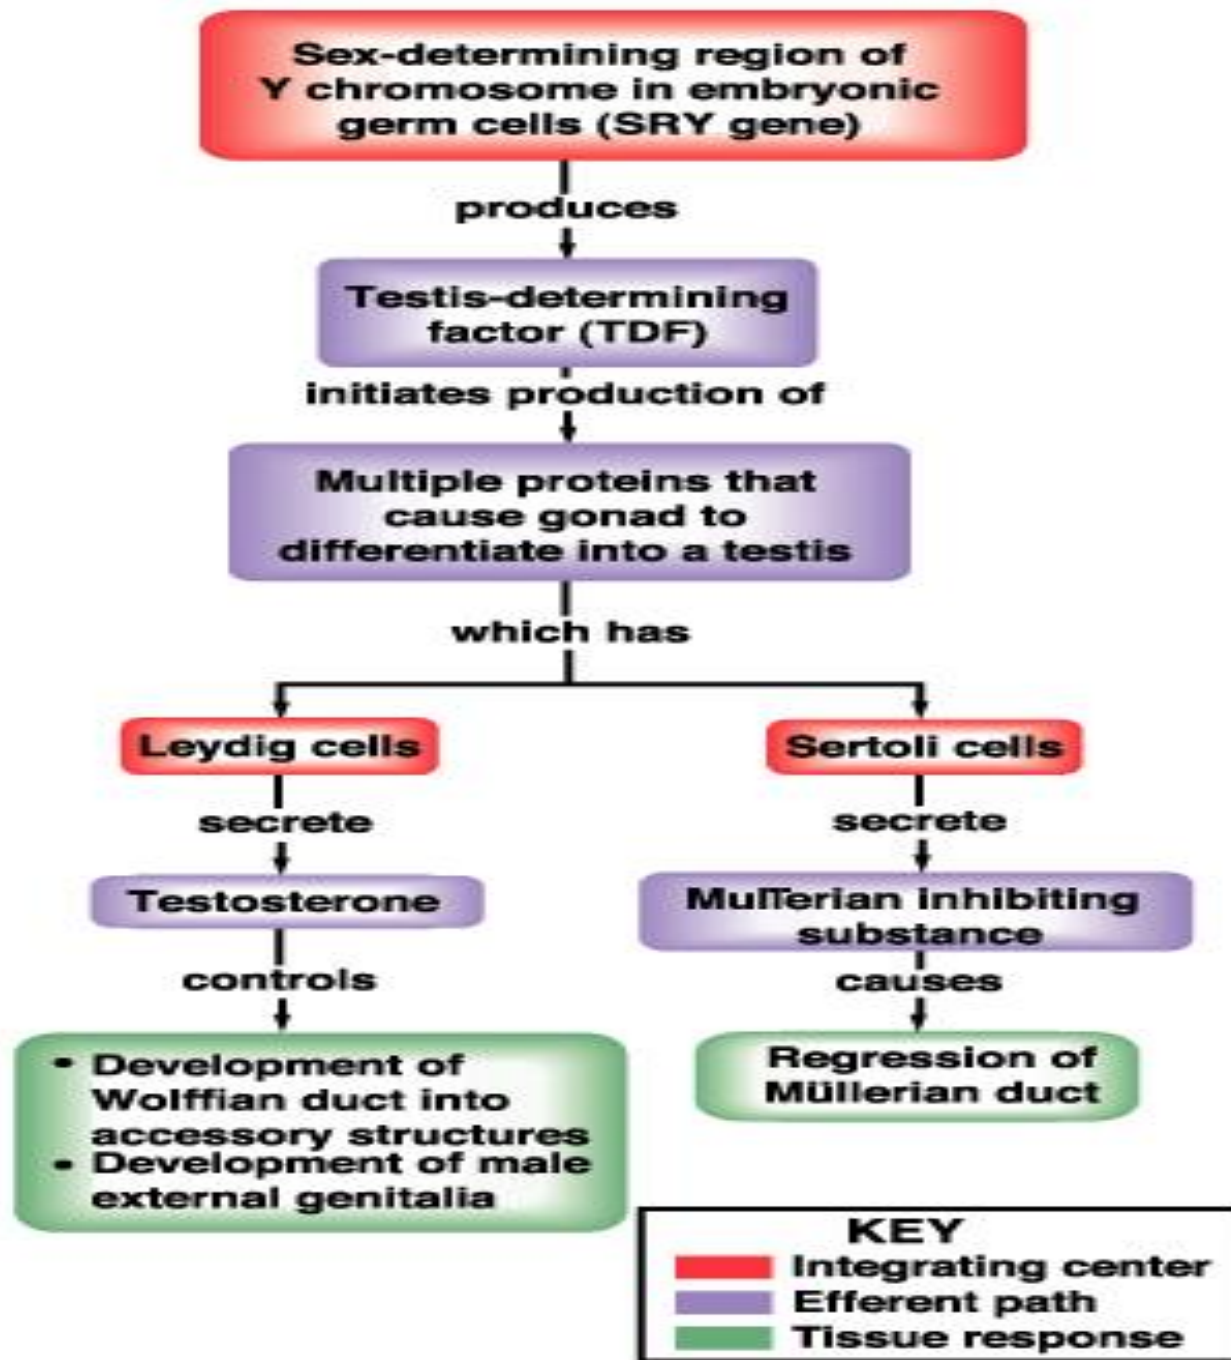 Sex-determining region of
Y chromosome in embryonic
germ cells (SRY gene)
produces
Testis-determining
factor (TDF)
initiates production of
Multiple proteins that
cause gonad to
differentiate into a testis
which has
Leydig cells
Sertoli cells
secrete
secrete
Testosterone
Mullerian inhibiting
substance
controls
causes
• Development of
Wolffian duct into
accessory structures
• Development of male
external genitalia
Regression of
Müllerian duct
KEY
Integrating center
Efferent path
Tissue response